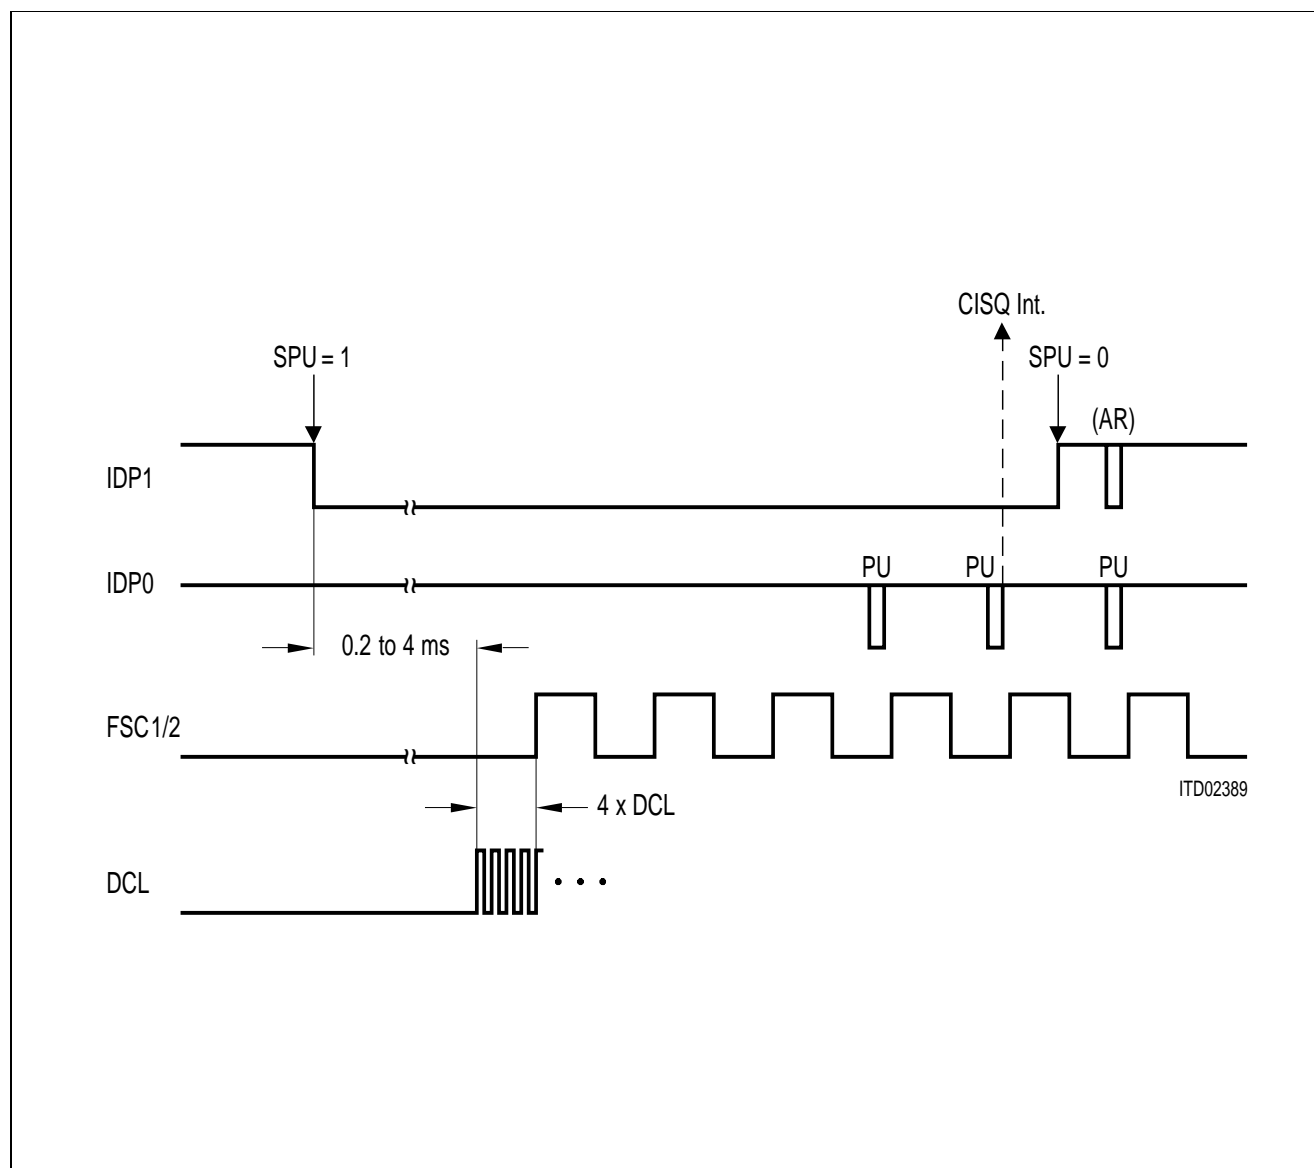 CISQ Int.
SPU = 1
SPU = 0
(AR)
IDP1
PU
PU
PU
IDP0
0.2 to 4 ms
FSC1/2
ITD02389
4 x DCL
DCL